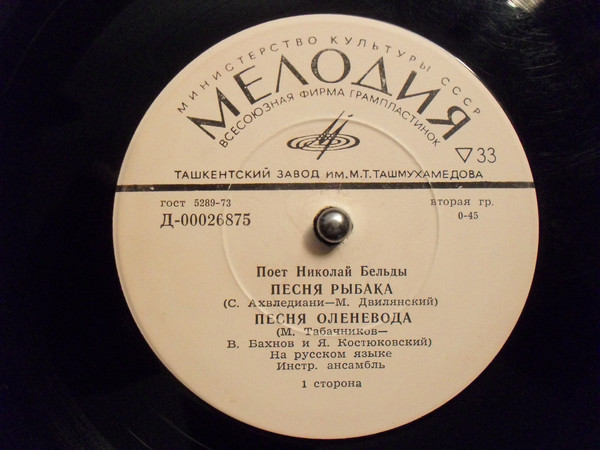 МИНИСТЕРСТВО КУЛЬТУРЫ СССР
МЕЛОДИЯ
ВСЕСОЮЗНАЯ ФИРМА ГРАМПЛАСТИНОК
▽33
ТАШКЕНТСКИЙ ЗАВОД ИМ. М.Т.ТАШМУХАМЕДОВА
гост 5289-73
вторая гр.
Д-00026875
0-45
Поет Николай Бельды
ПЕСНЯ РЫБАКА
(С. Ахвледиани—М. Двилянский)
ПЕСНЯ ОЛЕНЕВОДА
(М. Табачников—
В. Бахнов и Я. Костюковский)
На русском языке
Инстр. ансамбль
1 сторона